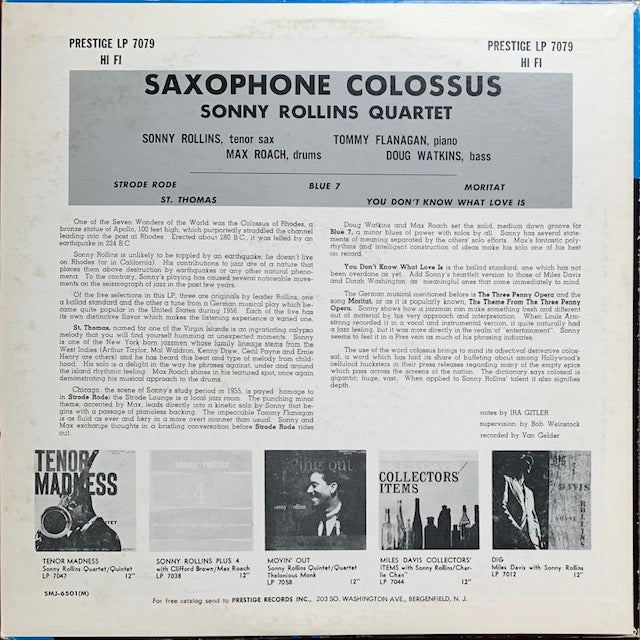 PRESTIGE LP 7079
HI FI
PRESTIGE LP 7079
HI FI
SAXOPHONE COLOSSUS
SONNY ROLLINS QUARTET
SONNY ROLLINS, tenor sax
TOMMY FLANAGAN, piano
MAX ROACH, drums
DOUG WATKINS, bass
STRODE RODE
BLUE 7
MORITAT
ST. THOMAS
YOU DON'T KNOW WHAT LOVE IS
One of the Seven Wonders of the World was the Colossus of Rhodes, a
bronze statue of Apollo, 100 feet high, which purportedly straddled the channel
leading into the post at Rhodes. Erected about 280 B.C., it was felled by an
earthquake in 224 B.C.
Sonny Rollins is unlikely to be toppled by an earthquake, he doesn't live
on Rhodes (or in California). His contributions to jazz are of a nature that
places them above destruction by earthquakes or any other natural pheno-
mena. To the contrary, Sonny's playing has caused several noticeable move-
ments on the seismograph of jazz in the past few years.
Of the five selections in this LP, three are originals by leader Rollins, one
a ballad standard and the other a tune from a German musical play which be-
came quite popular in the United States during 1956. Each of the five has
its own distinctive flavor which makes the listening experience a varied one.
St. Thomas, named for one of the Virgin Islands is an ingratiating calypso
melody that you will find yourself humming at unexpected moments. Sonny
is one of the New York born jazzmen whose family lineage stems from the
West Indies (Arthur Taylor, Mal Waldron, Kenny Drew, Cecil Payne and Ernie
Henry are others) and he has heard this beat and type of melody from child-
hood. His solo is a delight in the way he phrases against, under and around
the island rhythmic feeling. Max Roach shines in his featured spot, once again
demonstrating his musical approach to the drums.
Chicago, the scene of Sonny's study period in 1955, is payed homage to
in Strode Rode; the Strode Lounge is a local jazz room. The punching minor
theme, accented by Max, leads directly into a kinetic solo by Sonny that be-
gins with a passage of pianoless backing. The impeccable Tommy Flanagan
is as fluid as ever and fiery in a more overt manner than usual. Sonny and
Max exchange thoughts in a bristling conversation before Strode Rode rides
out.
Doug Watkins and Max Roach set the solid, medium down groove for
Blue 7, a minor blues of power with solos by all. Sonny has several state-
ments of meaning separated by the others' solo efforts. Max's fantastic poly-
rhythms and intelligent construction of ideas make his solo one of his best
on record.
You Don't Know What Love Is is the ballad standard; one which has not
been overdone as yet. Add Sonny's heartfelt version to those of Miles Davis
and Dinah Washington as meaningful ones that come immediately to mind.
The German musical mentioned before is The Three Penny Opera and the
song Moritat, or as it is popularly known, The Theme From The Three Penny
Opera. Sonny shows how a jazzman can make something fresh and different
out of material by his very approach and interpretation. When Louis Arm-
strong recorded it in a vocal and instrumental version, it quite naturally had
a jazz feeling, but it was more directly in the realm of "entertainment". Sonny
seems to feel it in a Pres vein as much of his phrasing indicates.
The use of the word colossus brings to mind its adjectival derivative colos-
sal, a word which has had its share of buffeting about among Hollywood's
celluloid hucksters in their press releases regarding many of the empty epics
which pass across the screens of the nation. The dictionary says colossal is
gigantic; huge; vast. When applied to Sonny Rollins' talent it also signifies
depth.
notes by IRA GITLER
supervision by Bob Weinstock
recorded by Van Gelder
TENOR
MADNESS
sonny rollins
4
ing out
sonny rollins
COLLECTORS'
ITEMS
DAVIS
SONNY
ROLLINS
TENOR MADNESS
Sonny Rollins Quartet/Quintet
LP 7047 12"
SONNY ROLLINS PLUS 4
with Clifford Brown/Max Roach
LP 7038 12"
MOVIN' OUT
Sonny Rollins Quintet/Quartet
Thelonious Monk
LP 7058 12"
MILES DAVIS COLLECTORS'
ITEMS with Sonny Rollins/Char-
lie Chan"
LP 7044 12"
DIG
Miles Davis with Sonny Rollins
LP 7012 12"
SMJ-6501(M)
For free catalog send to PRESTIGE RECORDS INC., 203 SO. WASHINGTON AVE., BERGENFIELD, N. J.